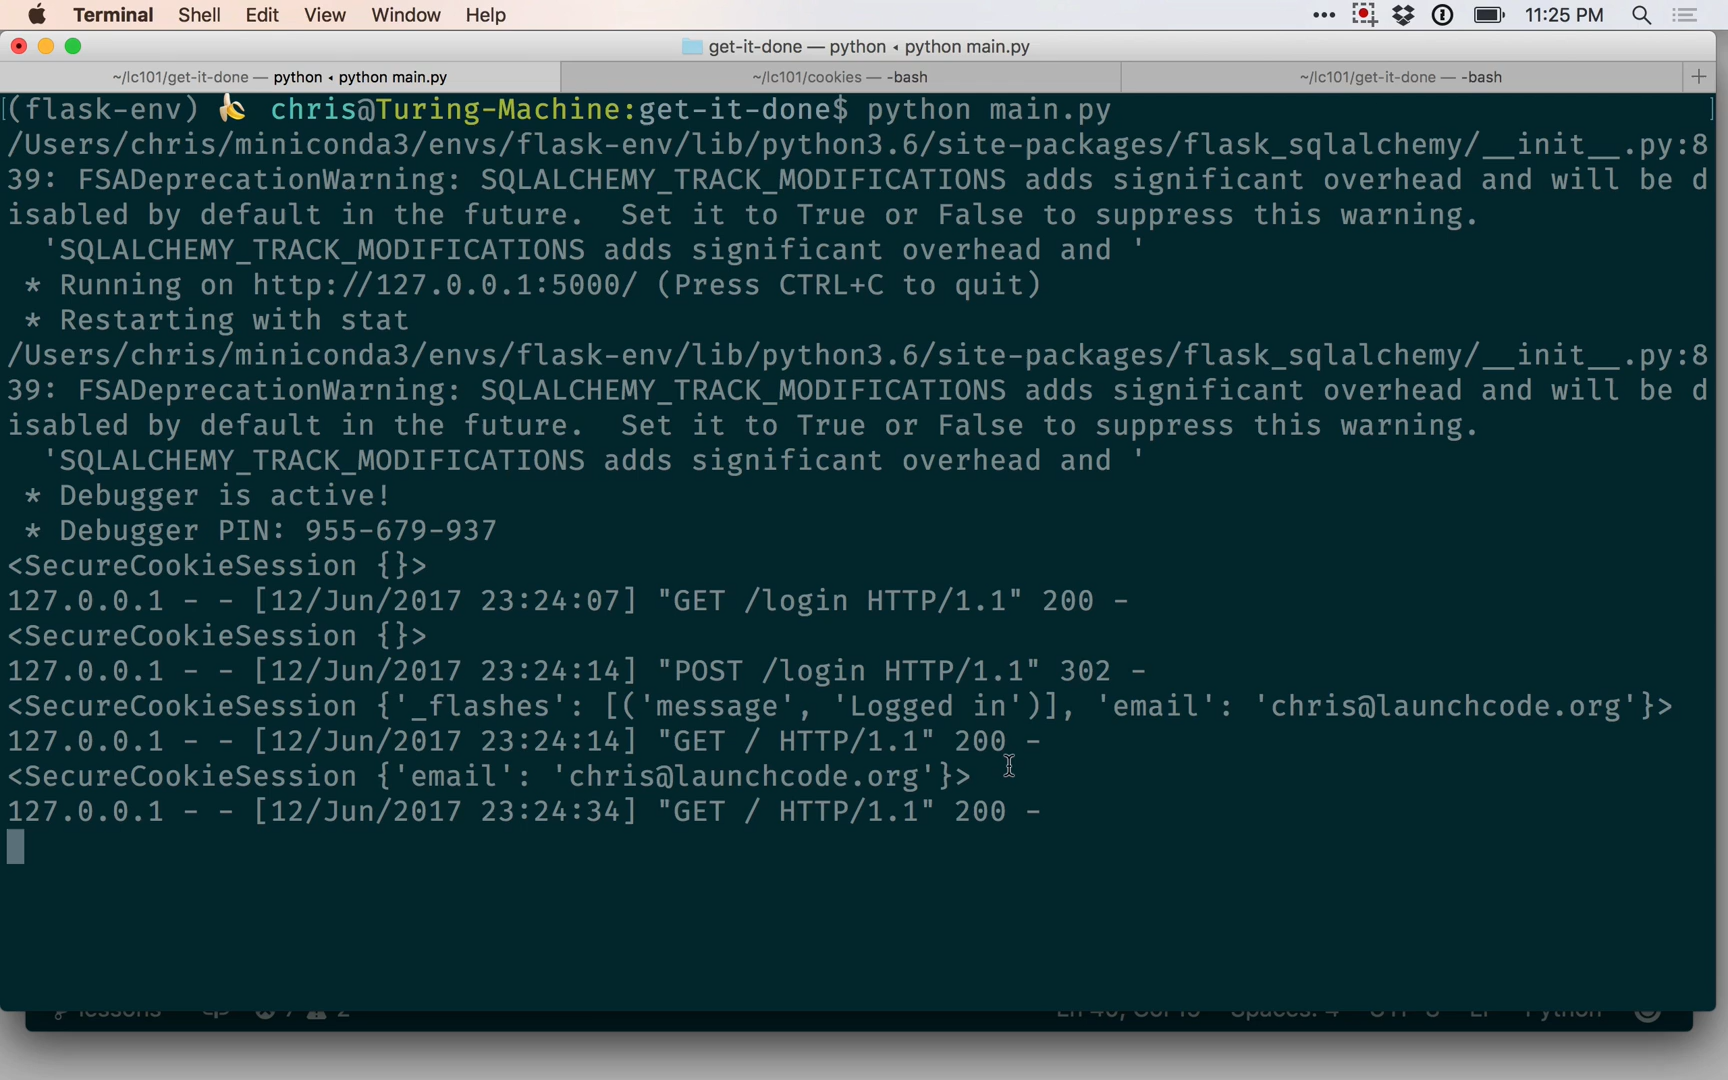 Terminal Shell Edit View Window Help 11:25 PM
get-it-done — python ◂ python main.py
~/lc101/get-it-done — python ◂ python main.py ~/lc101/cookies — -bash ~/lc101/get-it-done — -bash
(flask-env) 🍌 chris@Turing-Machine:get-it-done$ python main.py
/Users/chris/miniconda3/envs/flask-env/lib/python3.6/site-packages/flask_sqlalchemy/__init__.py:8
39: FSADeprecationWarning: SQLALCHEMY_TRACK_MODIFICATIONS adds significant overhead and will be d
isabled by default in the future.  Set it to True or False to suppress this warning.
  'SQLALCHEMY_TRACK_MODIFICATIONS adds significant overhead and '
 * Running on http://127.0.0.1:5000/ (Press CTRL+C to quit)
 * Restarting with stat
/Users/chris/miniconda3/envs/flask-env/lib/python3.6/site-packages/flask_sqlalchemy/__init__.py:8
39: FSADeprecationWarning: SQLALCHEMY_TRACK_MODIFICATIONS adds significant overhead and will be d
isabled by default in the future.  Set it to True or False to suppress this warning.
  'SQLALCHEMY_TRACK_MODIFICATIONS adds significant overhead and '
 * Debugger is active!
 * Debugger PIN: 955-679-937
<SecureCookieSession {}>
127.0.0.1 - - [12/Jun/2017 23:24:07] "GET /login HTTP/1.1" 200 -
<SecureCookieSession {}>
127.0.0.1 - - [12/Jun/2017 23:24:14] "POST /login HTTP/1.1" 302 -
<SecureCookieSession {'_flashes': [('message', 'Logged in')], 'email': 'chris@launchcode.org'}>
127.0.0.1 - - [12/Jun/2017 23:24:14] "GET / HTTP/1.1" 200 -
<SecureCookieSession {'email': 'chris@launchcode.org'}>
127.0.0.1 - - [12/Jun/2017 23:24:34] "GET / HTTP/1.1" 200 -